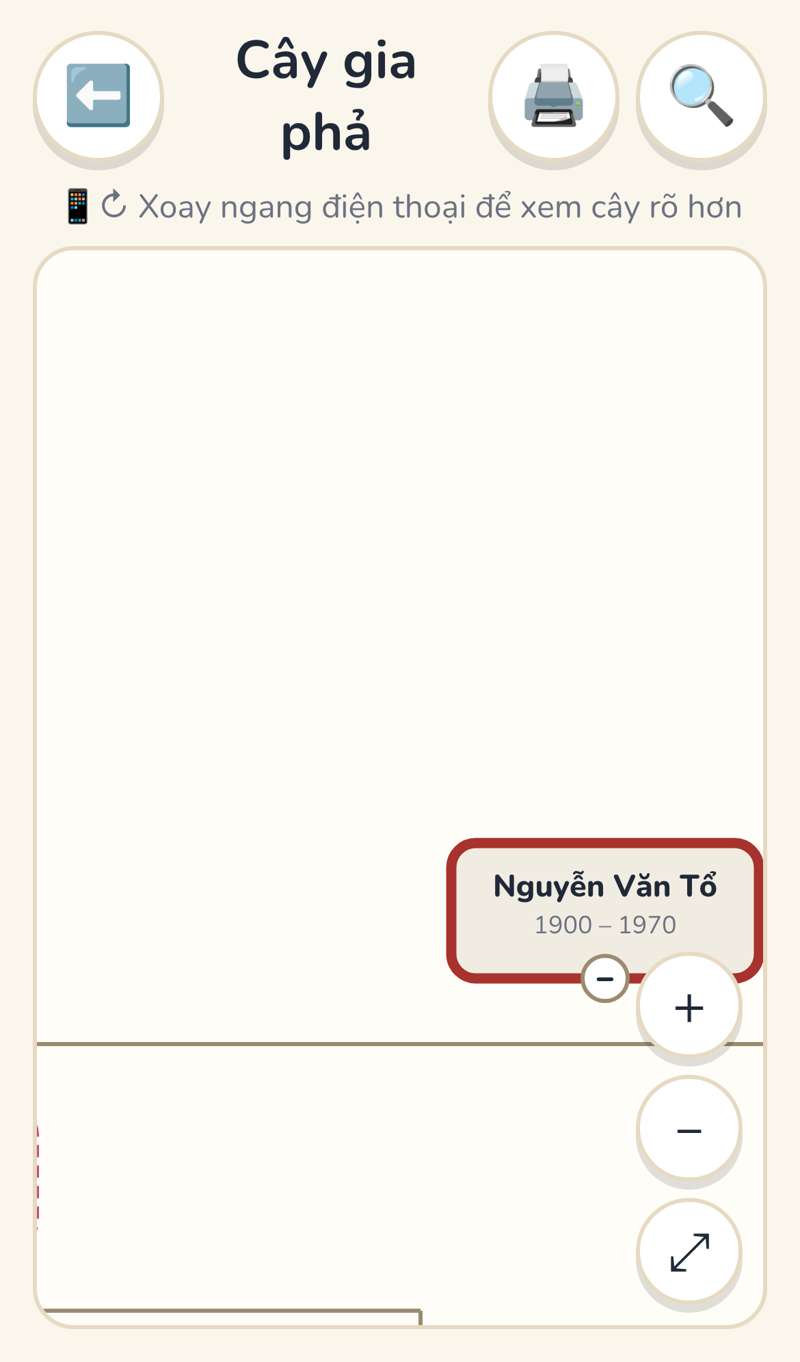 Cây gia
phả
Xoay ngang điện thoại để xem cây rõ hơn
Nguyễn Văn Tổ
1900 – 1970